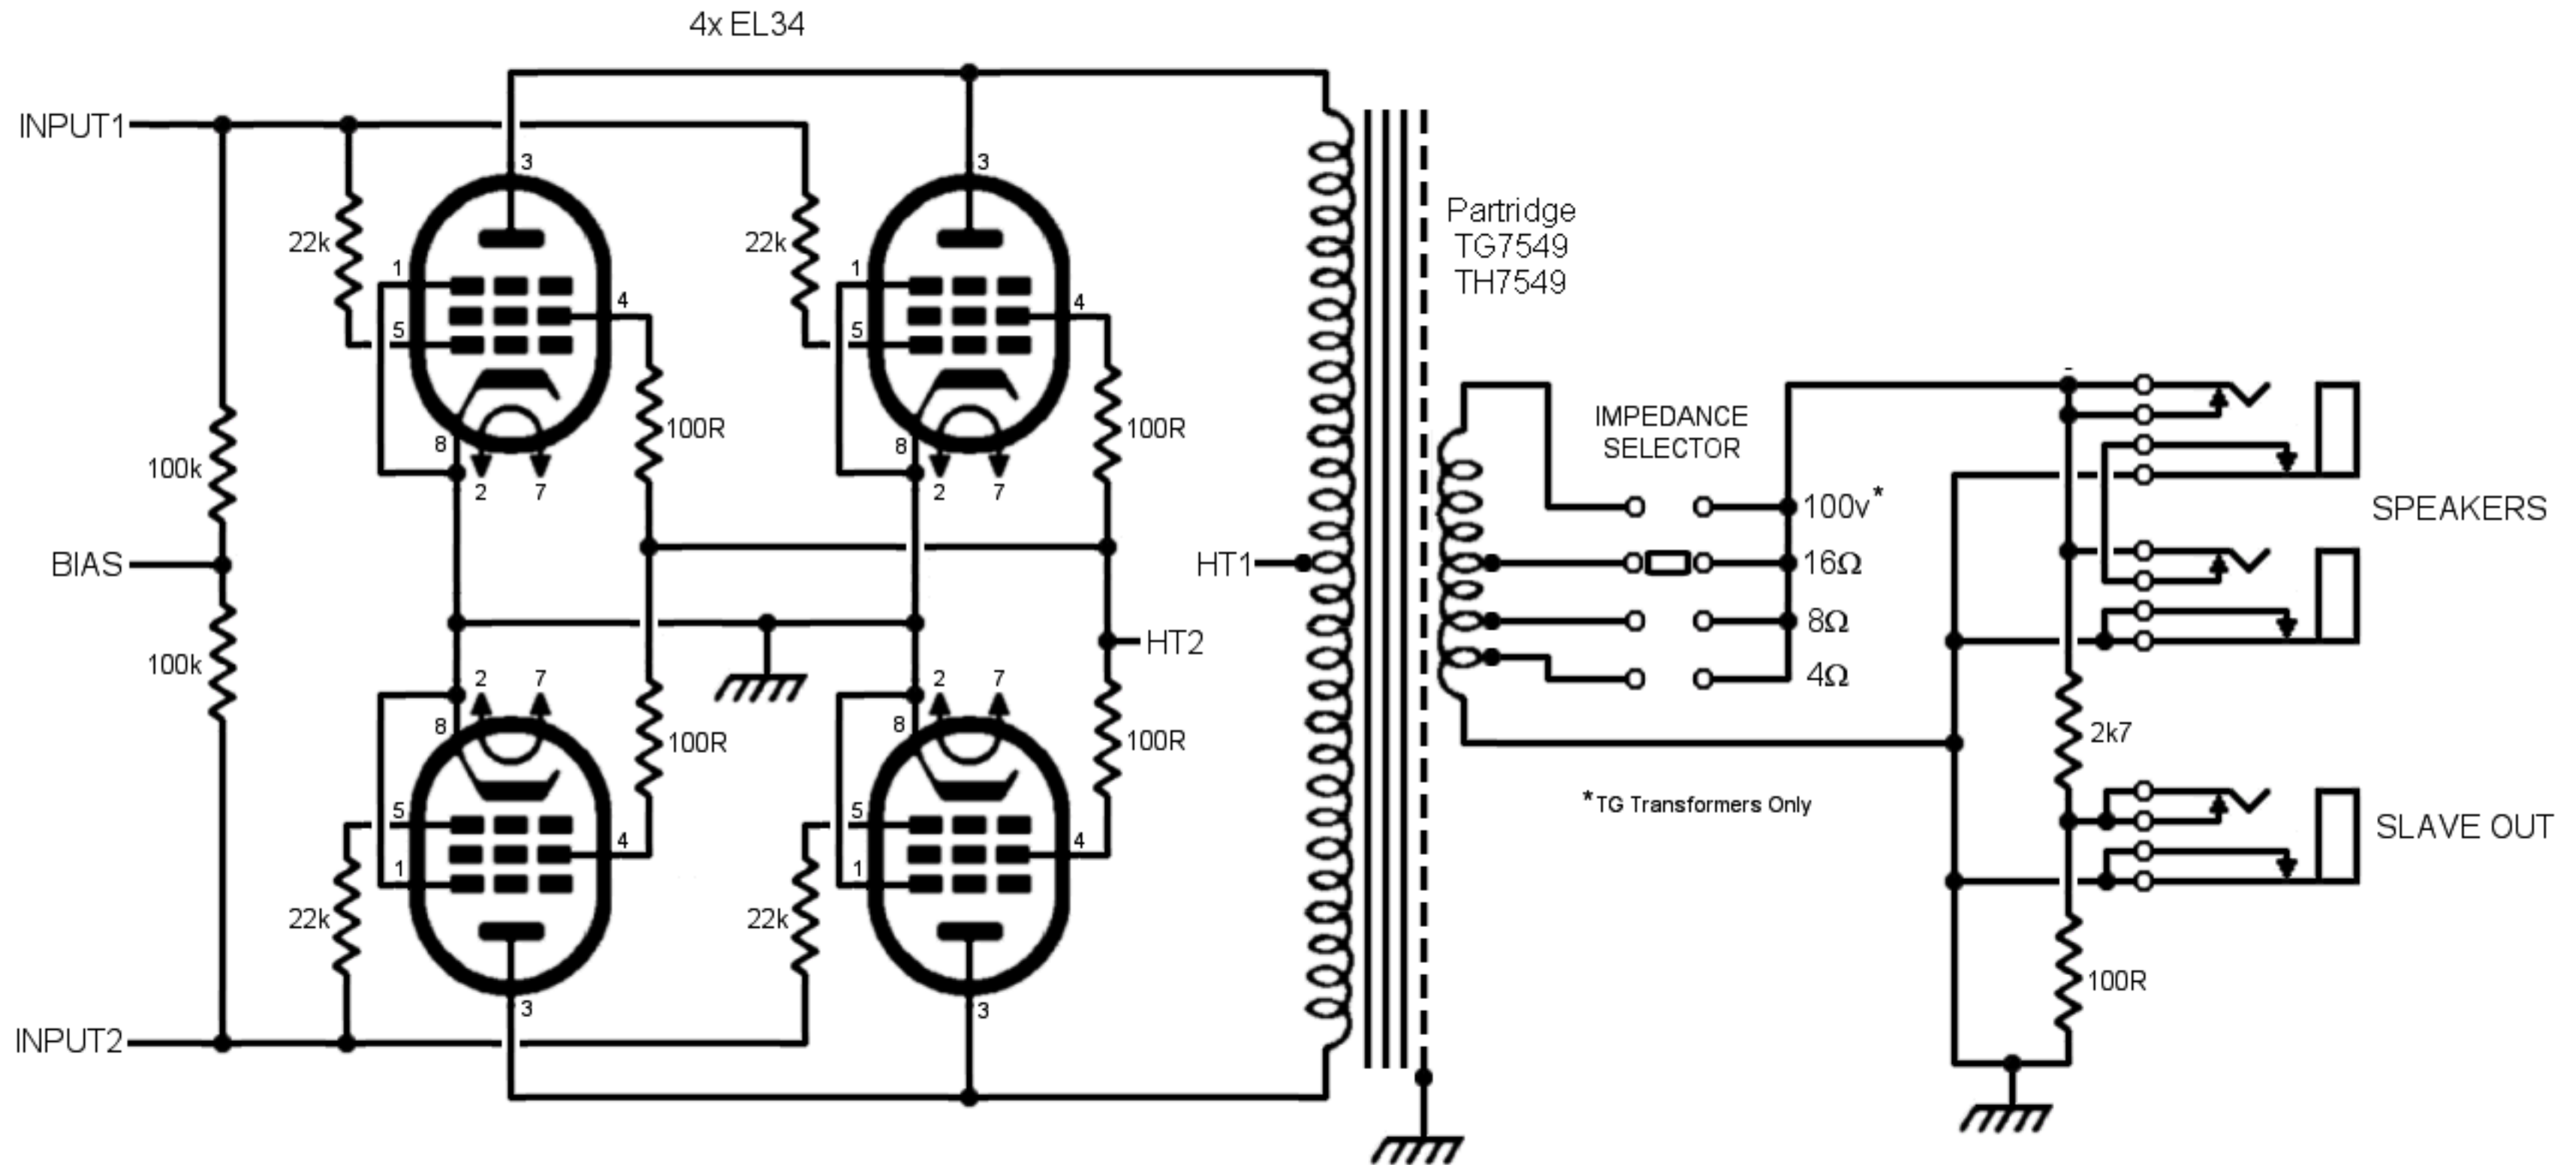 4x EL34
INPUT1
3
3
22k
22k
Partridge
TG7549
TH7549
1
1
5
5
4
4
100R
100R
IMPEDANCE
SELECTOR
8
8
2
7
2
7
100k
100v*
SPEAKERS
BIAS
HT1
16Ω
8Ω
HT2
100k
2
7
2
7
4Ω
8
8
100R
100R
2k7
*TG Transformers Only
5
5
SLAVE OUT
4
4
1
1
22k
22k
100R
3
3
INPUT2